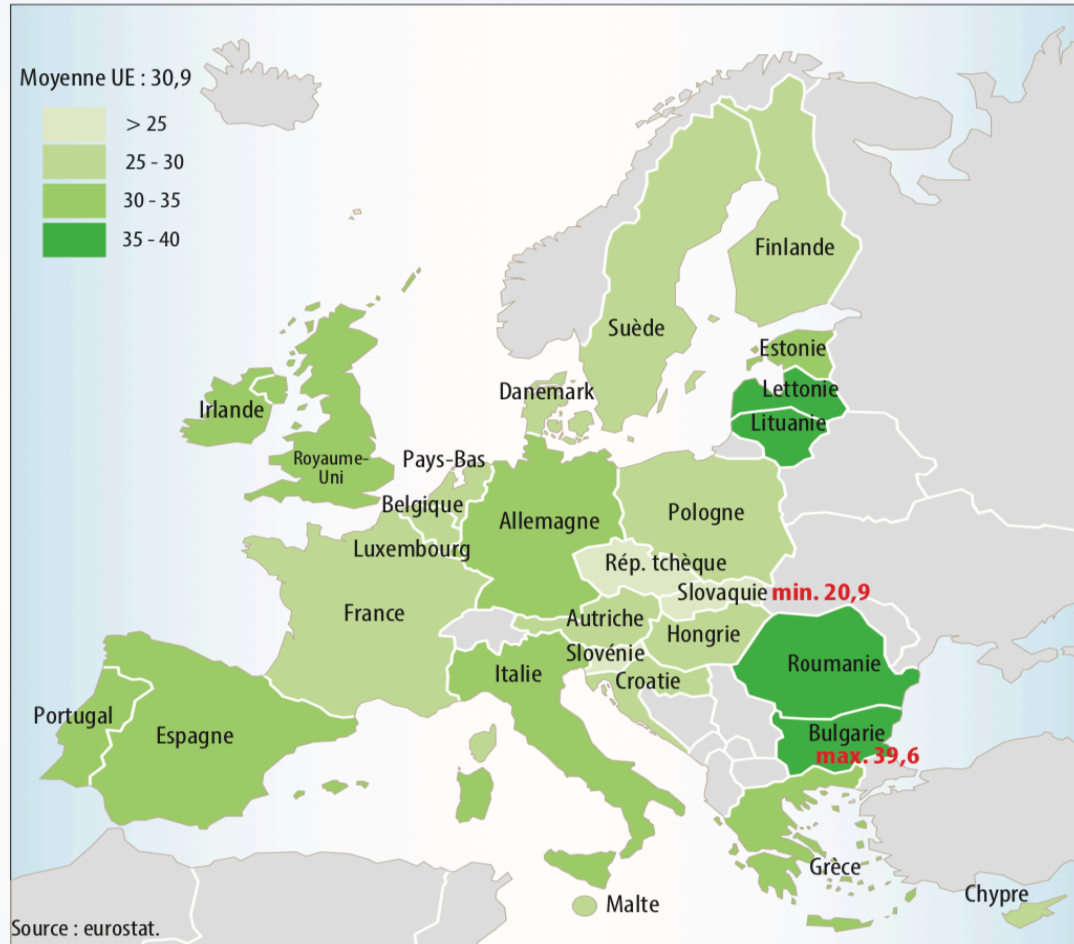 Moyenne UE : 30,9
> 25
25 - 30
30 - 35
35 - 40
Finlande
Suède
Estonie
Danemark
Lettonie
Irlande
Lituanie
Royaume-
Uni
Pays-Bas
Belgique
Allemagne
Pologne
Luxembourg
Rép. tchèque
Slovaquie min. 20,9
France
Autriche
Hongrie
Slovénie
Roumanie
Italie
Croatie
Portugal
Espagne
Bulgarie
max. 39,6
Grèce
Chypre
Malte
Source : eurostat.